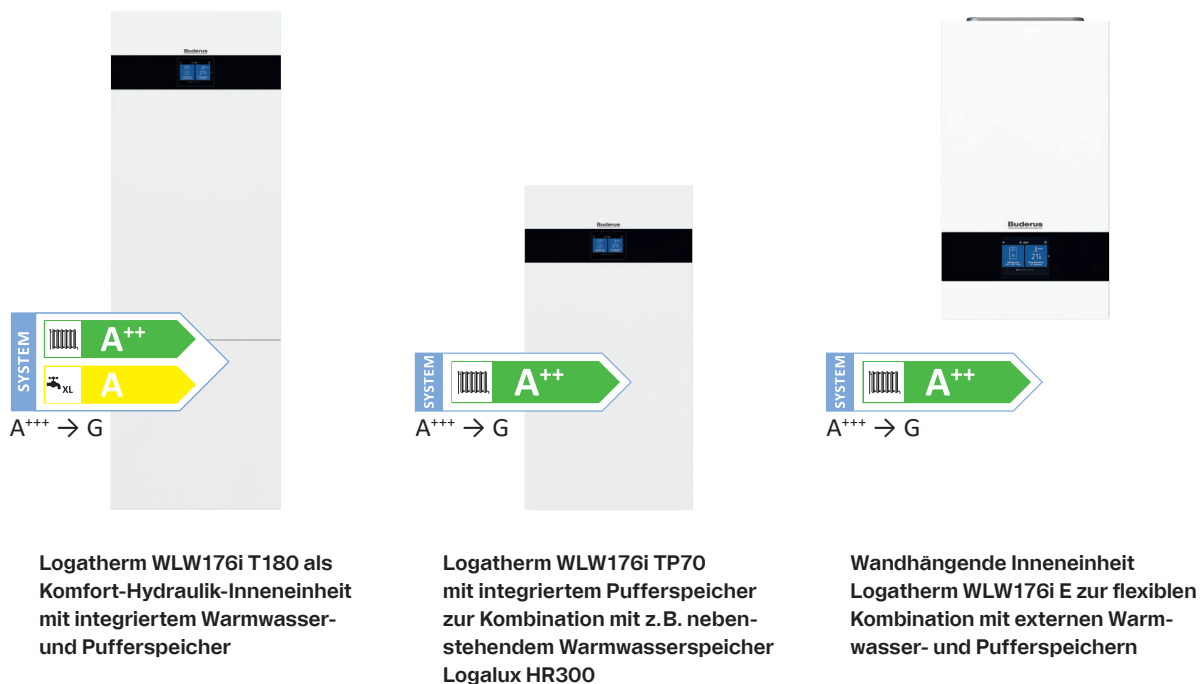 Buderus
Buderus
Buderus
SYSTEM
A++
XL
A
A+++ → G
SYSTEM
A++
A+++ → G
SYSTEM
A++
A+++ → G
Logatherm WLW176i T180 als
Komfort-Hydraulik-Inneneinheit
mit integriertem Warmwasser-
und Pufferspeicher
Logatherm WLW176i TP70
mit integriertem Pufferspeicher
zur Kombination mit z.B. neben-
stehendem Warmwasserspeicher
Logalux HR300
Wandhängende Inneneinheit
Logatherm WLW176i E zur flexiblen
Kombination mit externen Warm-
wasser- und Pufferspeichern